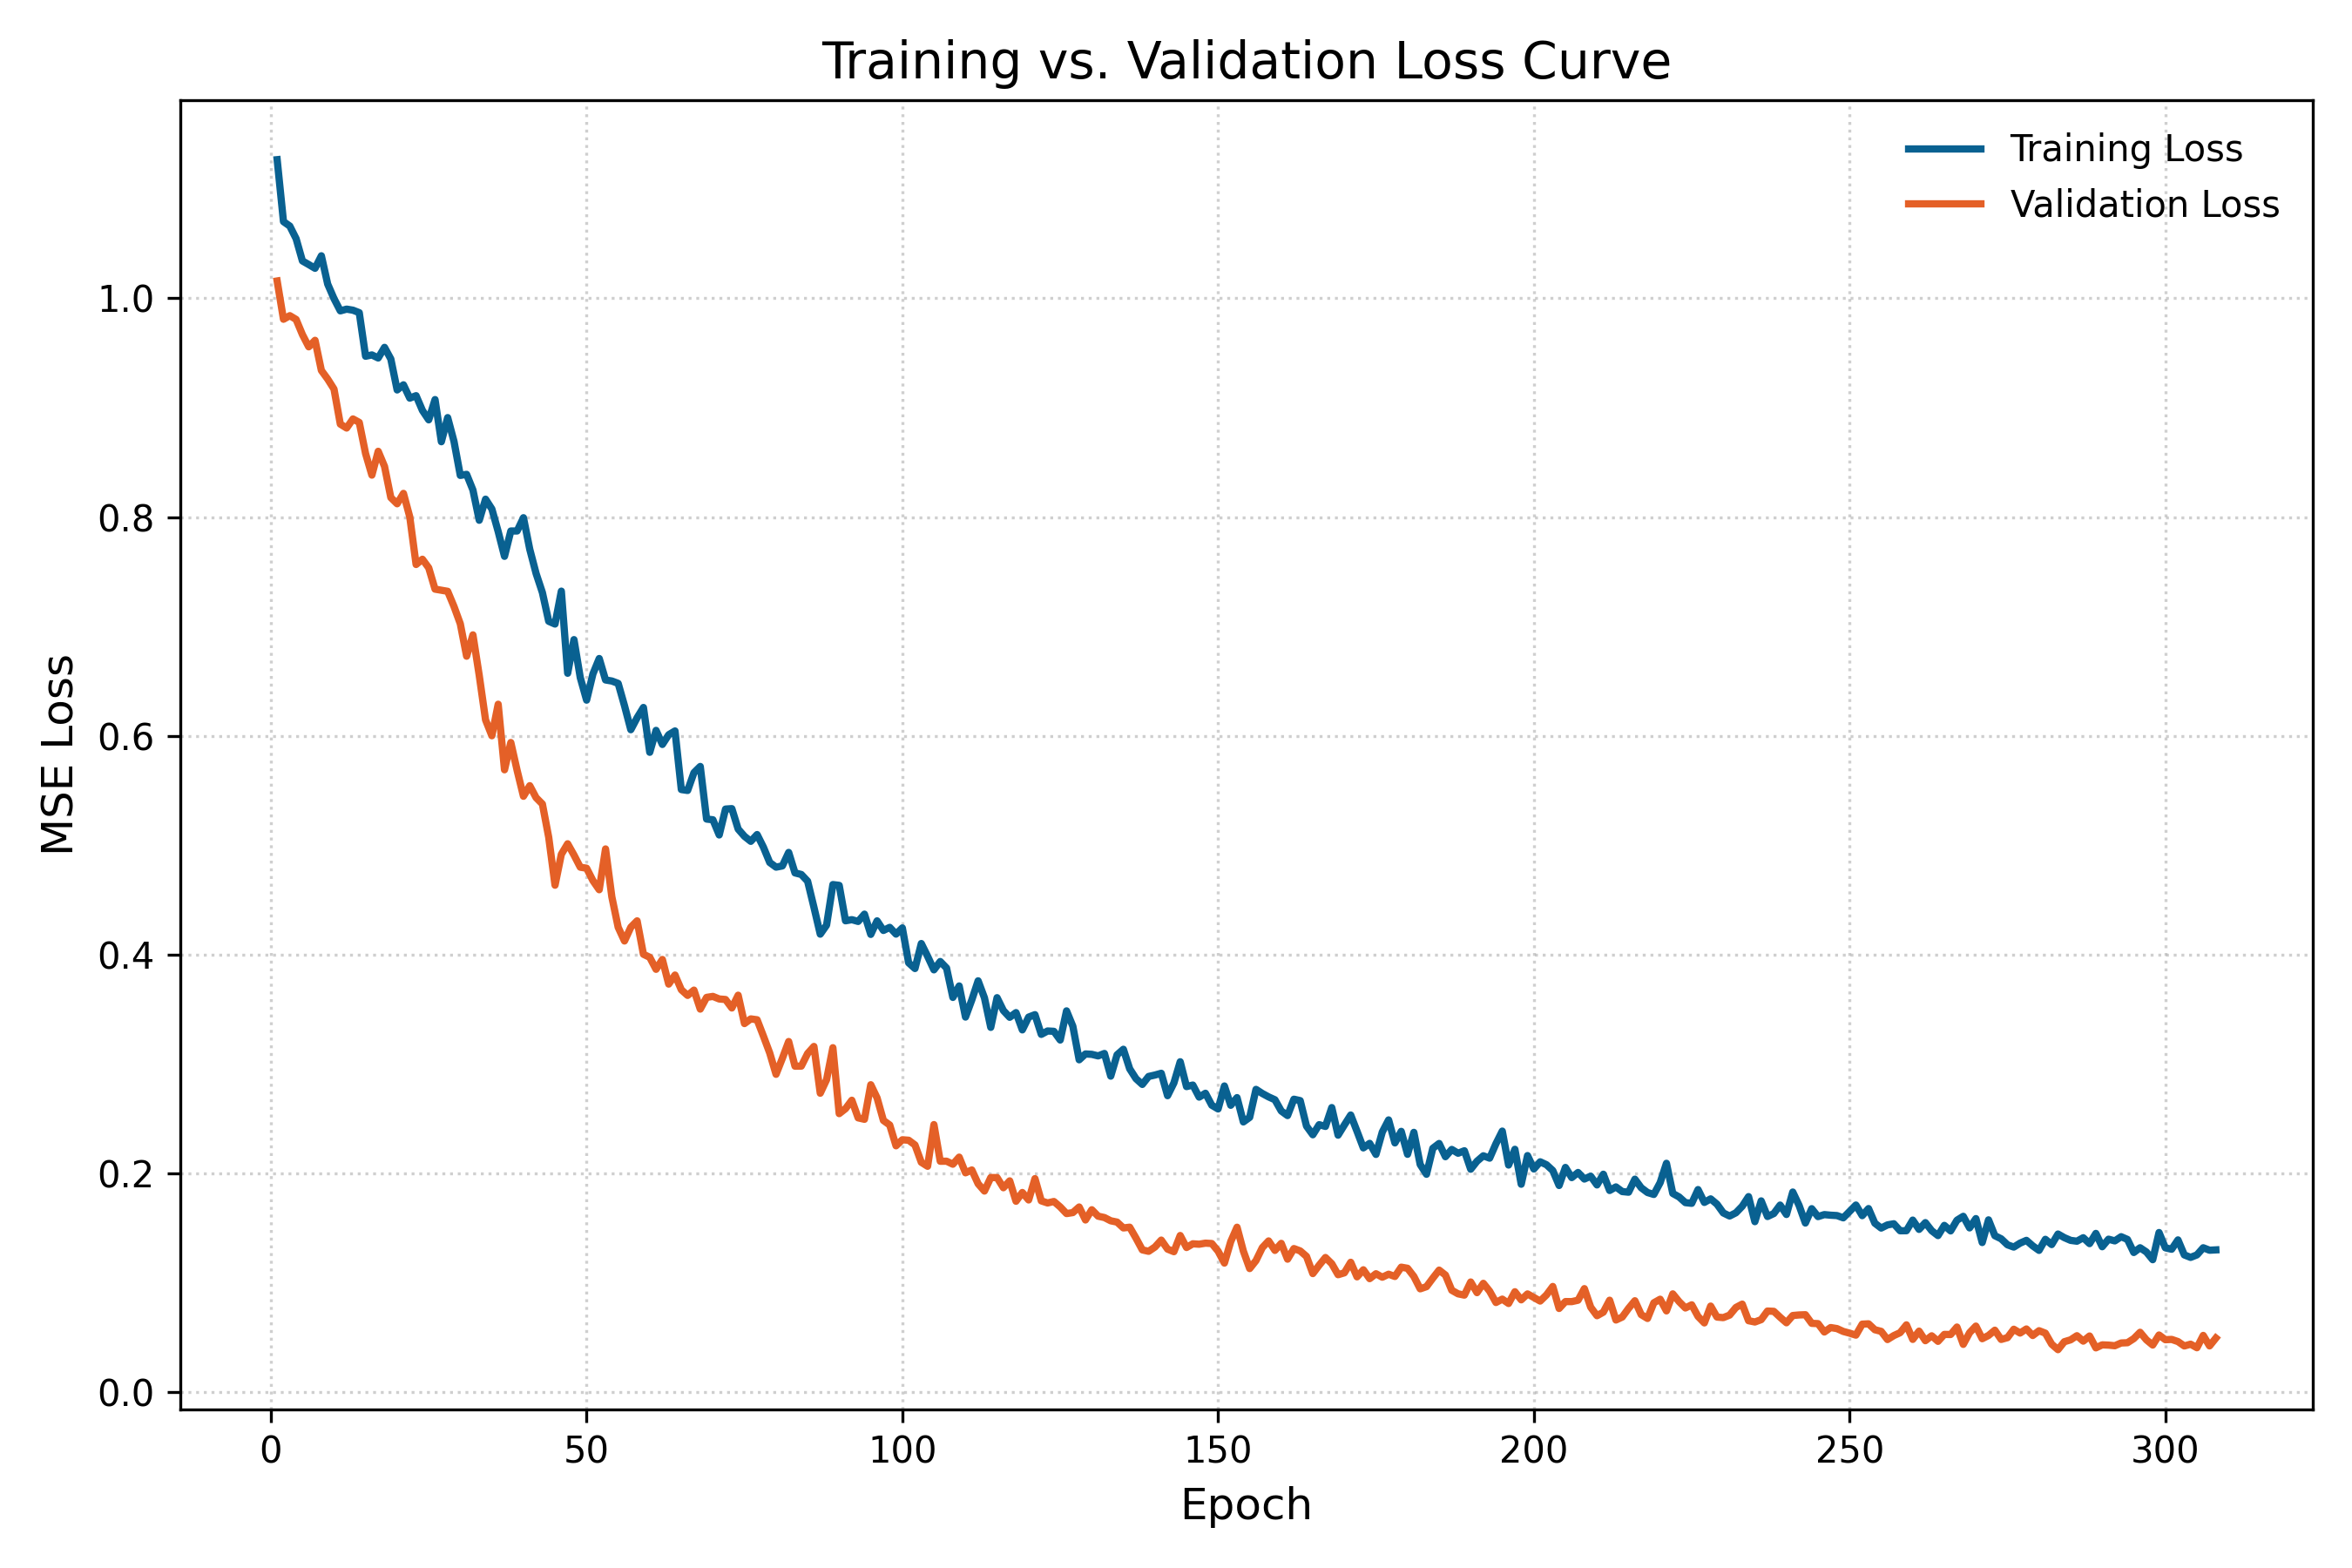 Training vs. Validation Loss Curve
Training Loss
Validation Loss
1.0
0.8
0.6
0.4
0.2
0.0
MSE Loss
0 50 100 150 200 250 300
Epoch